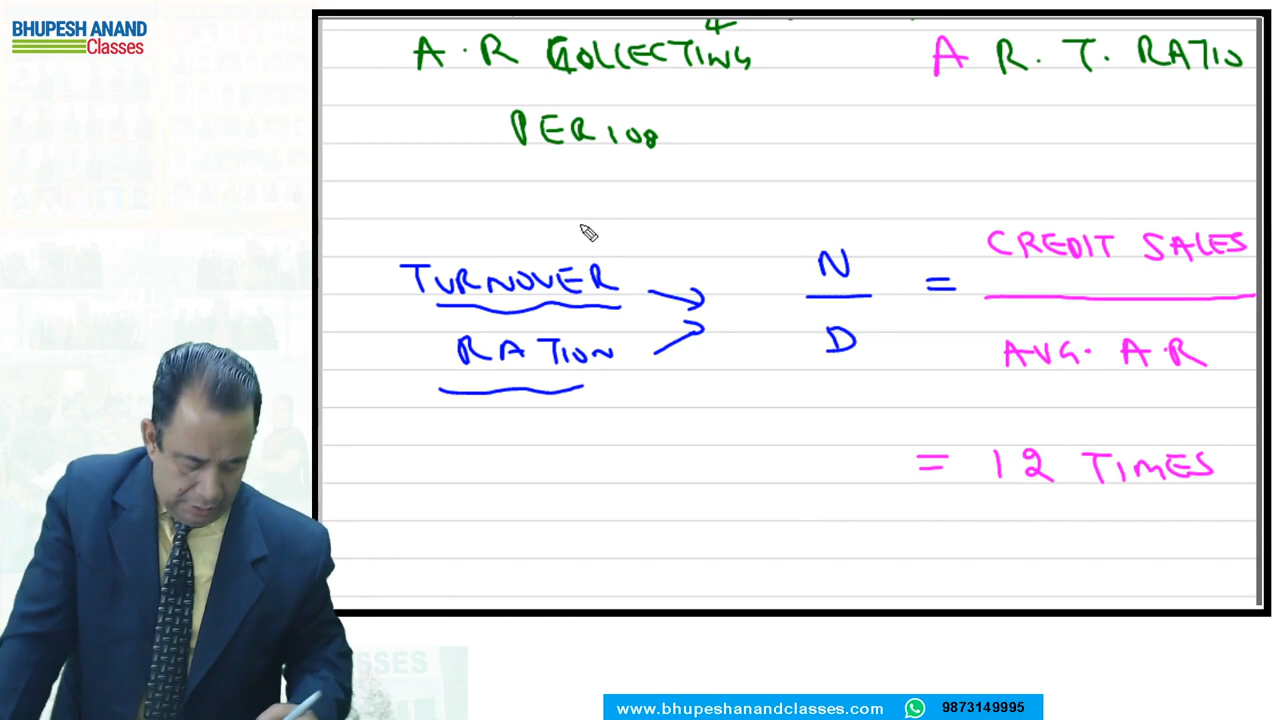 BHUPESH ANAND
Classes
A.R COLLECTING
A R. T. RATIO
PERIOD
TURNOVER
RATION
N
D
=
CREDIT SALES
AVG. A.R
= 12 TIMES
www.bhupeshanandclasses.com
9873149995